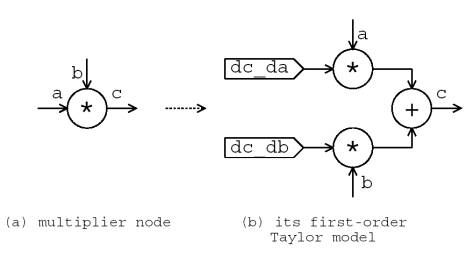 a
dc_da
*
b
a
c
*
c
+
dc_db
*
b
(a) multiplier node
(b) its first-order
Taylor model